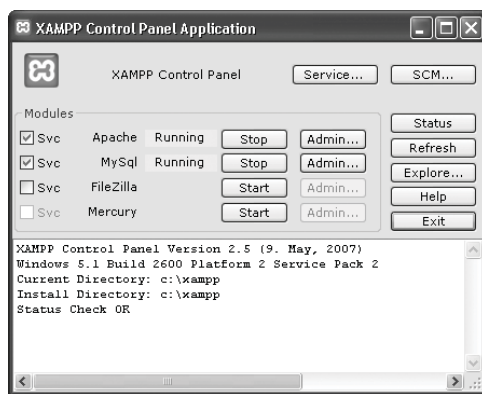 XAMPP Control Panel Application
XAMPP Control Panel Service... SCM...
Modules
Svc Apache Running Stop Admin...
Svc MySql Running Stop Admin...
Svc FileZilla Start Admin...
Svc Mercury Start Admin...
Status
Refresh
Explore...
Help
Exit
XAMPP Control Panel Version 2.5 (9. May, 2007)
Windows 5.1 Build 2600 Platform 2 Service Pack 2
Current Directory: c:\xampp
Install Directory: c:\xampp
Status Check OK